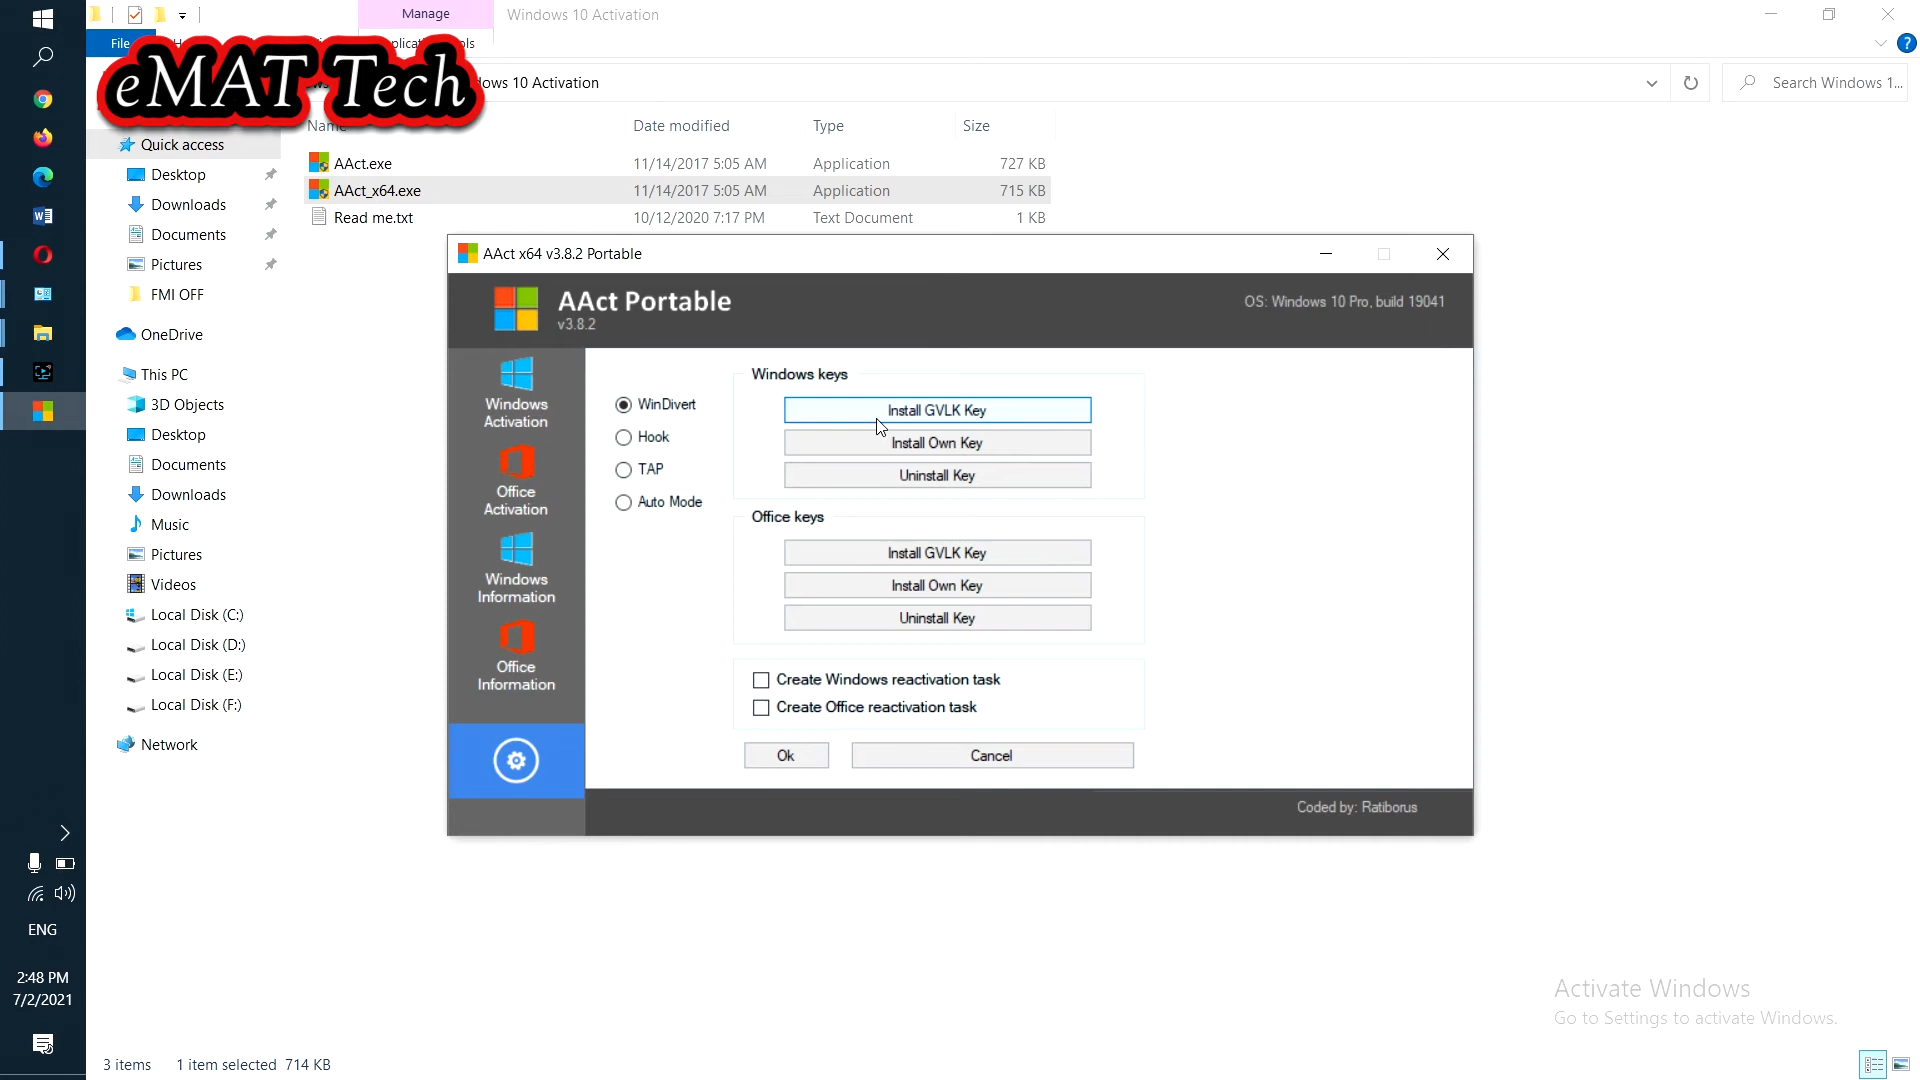 Manage
Windows 10 Activation
File
eMAT Tech
dows 10 Activation
Search Windows 1...
Name
Date modified
Type
Size
Quick access
AAct.exe
11/14/2017 5:05 AM
Application
727 KB
Desktop
AAct_x64.exe
11/14/2017 5:05 AM
Application
715 KB
Downloads
Read me.txt
10/12/2020 7:17 PM
Text Document
1 KB
Documents
Pictures
FMI OFF
OneDrive
This PC
3D Objects
Desktop
Documents
Downloads
Music
Pictures
Videos
Local Disk (C:)
Local Disk (D:)
Local Disk (E:)
Local Disk (F:)
Network
AAct x64 v3.8.2 Portable
AAct Portable
v3.8.2
OS: Windows 10 Pro, build 19041
Windows
Activation
Office
Activation
Windows
Information
Office
Information
WinDivert
Hook
TAP
Auto Mode
Windows keys
Install GVLK Key
Install Own Key
Uninstall Key
Office keys
Install GVLK Key
Install Own Key
Uninstall Key
Create Windows reactivation task
Create Office reactivation task
Ok
Cancel
Coded by: Ratiborus
ENG
2:48 PM
7/2/2021
Activate Windows
Go to Settings to activate Windows.
3 items
1 item selected 714 KB